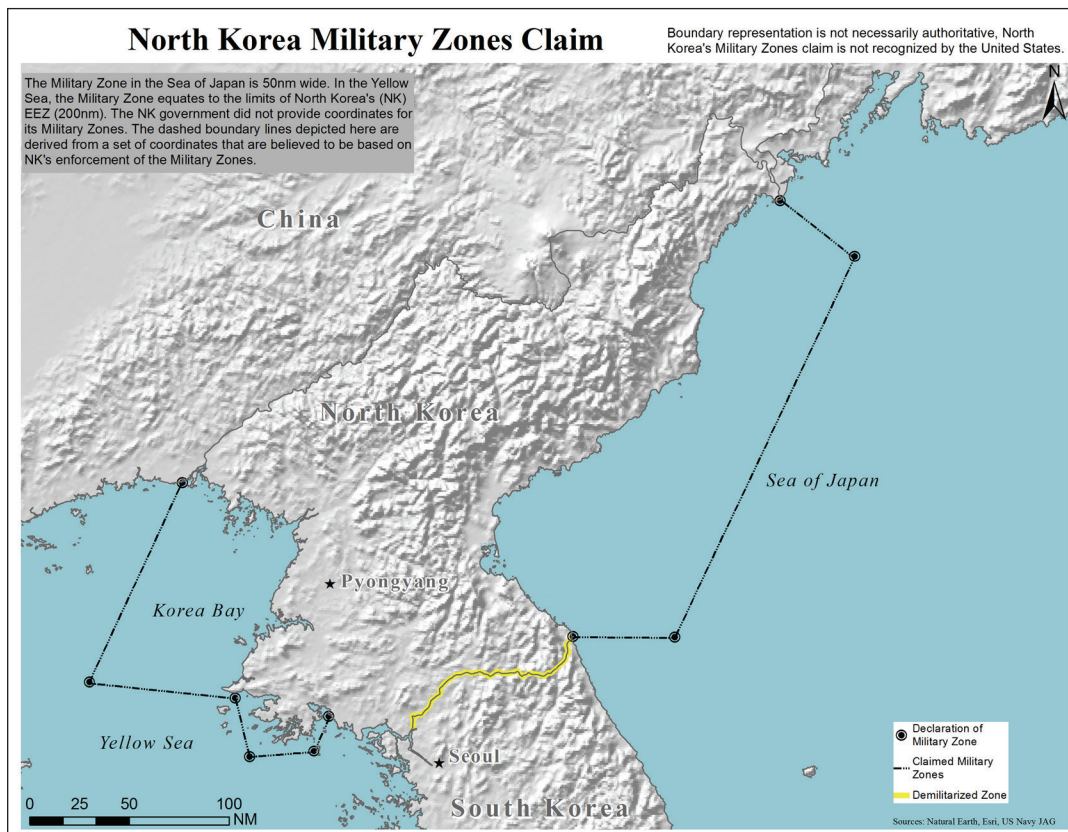 North Korea Military Zones Claim
Boundary representation is not necessarily authoritative, North
Korea's Military Zones claim is not recognized by the United States.
The Military Zone in the Sea of Japan is 50nm wide. In the Yellow
Sea, the Military Zone equates to the limits of North Korea's (NK)
EEZ (200nm). The NK government did not provide coordinates for
its Military Zones. The dashed boundary lines depicted here are
derived from a set of coordinates that are believed to be based on
NK's enforcement of the Military Zones.
N
China
North Korea
Sea of Japan
Pyongyang
Korea Bay
Yellow Sea
Seoul
South Korea
Declaration of
Military Zone
Claimed Military
Zones
Demilitarized Zone
0 25 50 100
NM
Sources: Natural Earth, Esri, US Navy JAG